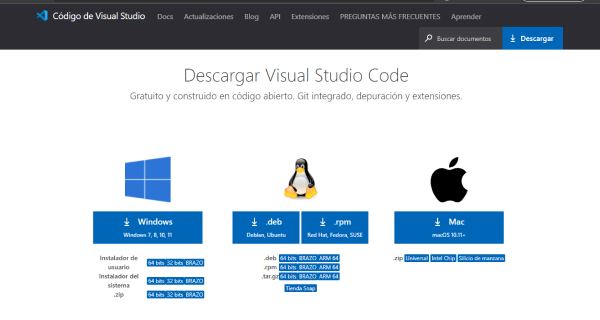 Código de Visual Studio Docs Actualizaciones Blog API Extensiones PREGUNTAS MÁS FRECUENTES Aprender
Buscar documentos Descargar
Descargar Visual Studio Code
Gratuito y construido en código abierto. Git integrado, depuración y extensiones.
Windows
Windows 7, 8, 10, 11
.deb
Debian, Ubuntu
.rpm
Red Hat, Fedora, SUSE
Mac
macOS 10.11+
Instalador de usuario 64 bits 32 bits BRAZO
Instalador del sistema 64 bits 32 bits BRAZO
.zip 64 bits 32 bits BRAZO
.deb 64 bits BRAZO ARM 64
.rpm 64 bits BRAZO ARM 64
.tar.gz 64 bits BRAZO ARM 64
Tienda Snap
.zip Universal Intel Chip Silicio de manzana